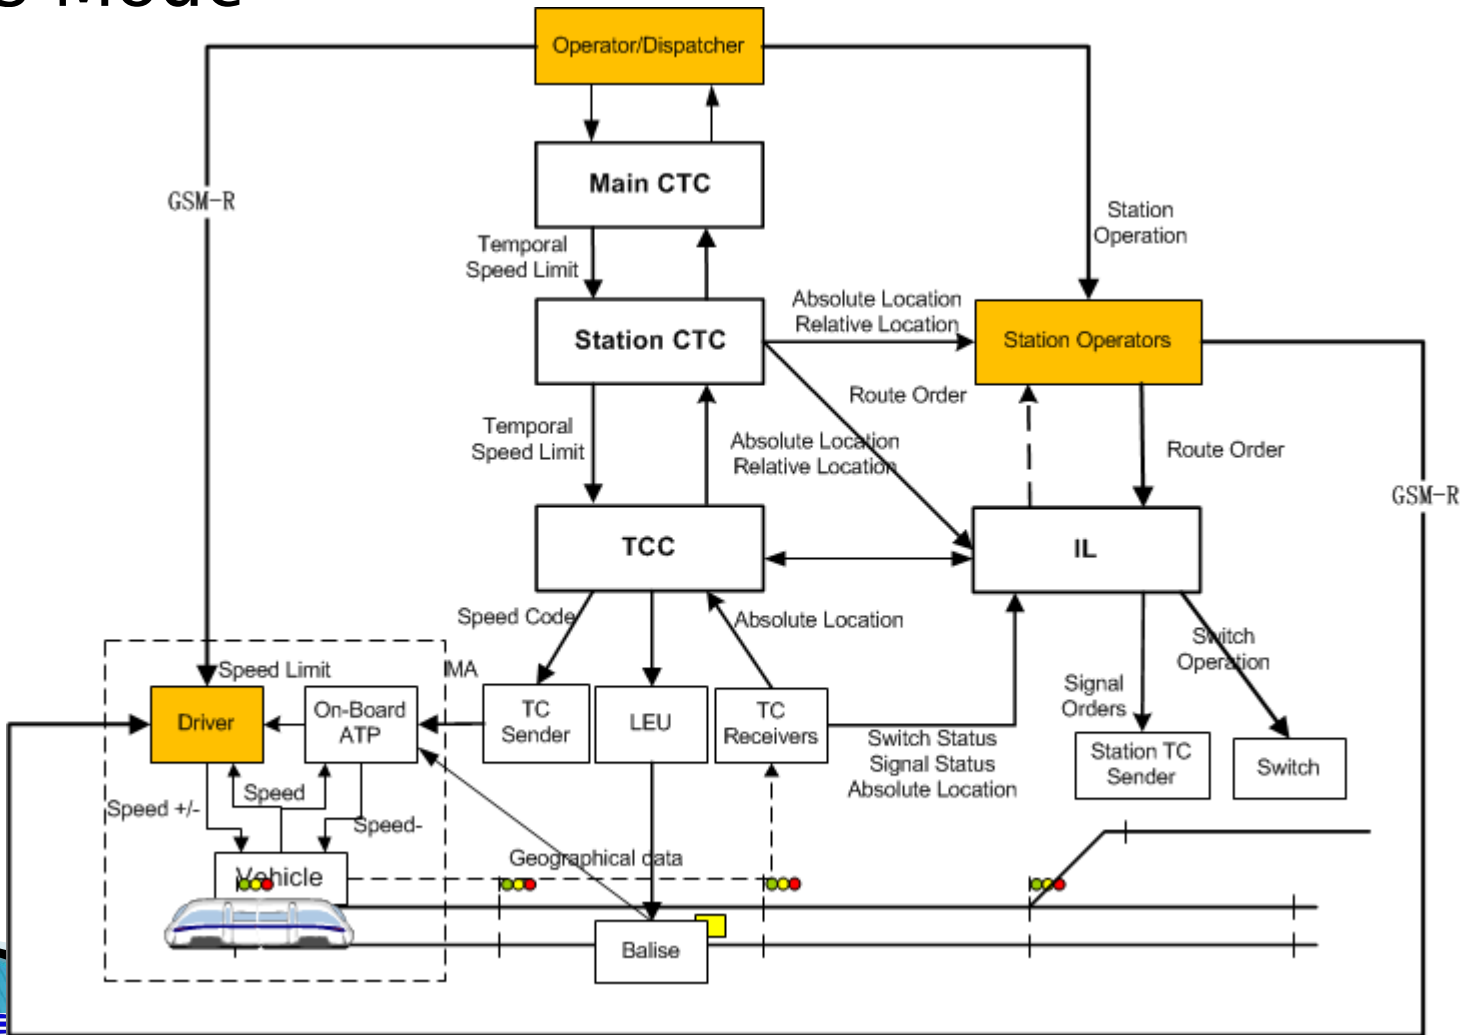 Mode
Operator/Dispatcher
GSM-R
Main CTC
Station
Operation
Temporal
Speed Limit
Absolute Location
Relative Location
Station CTC
Station Operators
Route Order
Temporal
Speed Limit
Absolute Location
Relative Location
Route Order
GSM-R
TCC
IL
Speed Code
Absolute Location
Switch
Operation
Speed Limit
MA
Signal
Orders
Driver
On-Board
ATP
TC
Sender
LEU
TC
Receivers
Switch Status
Signal Status
Absolute Location
Station TC
Sender
Switch
Speed
Speed +/-
Speed-
Geographical data
Vehicle
Balise